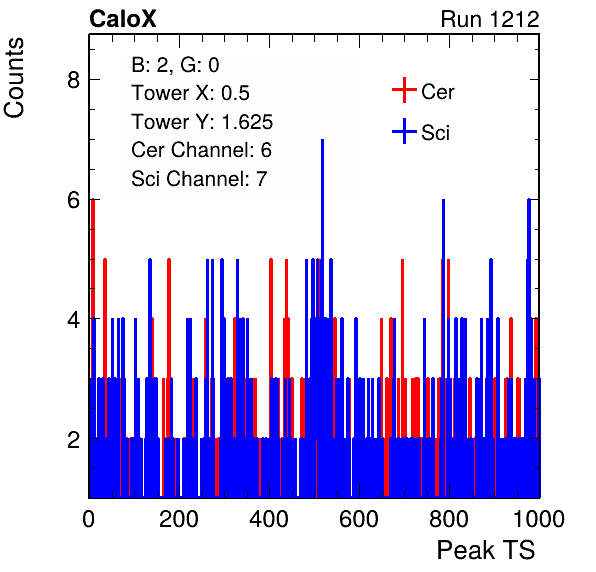 CaloX Run 1212
Counts
B: 2, G: 0
Tower X: 0.5
Tower Y: 1.625
Cer Channel: 6
Sci Channel: 7
Cer
Sci
8
6
4
2
0 200 400 600 800 1000
Peak TS